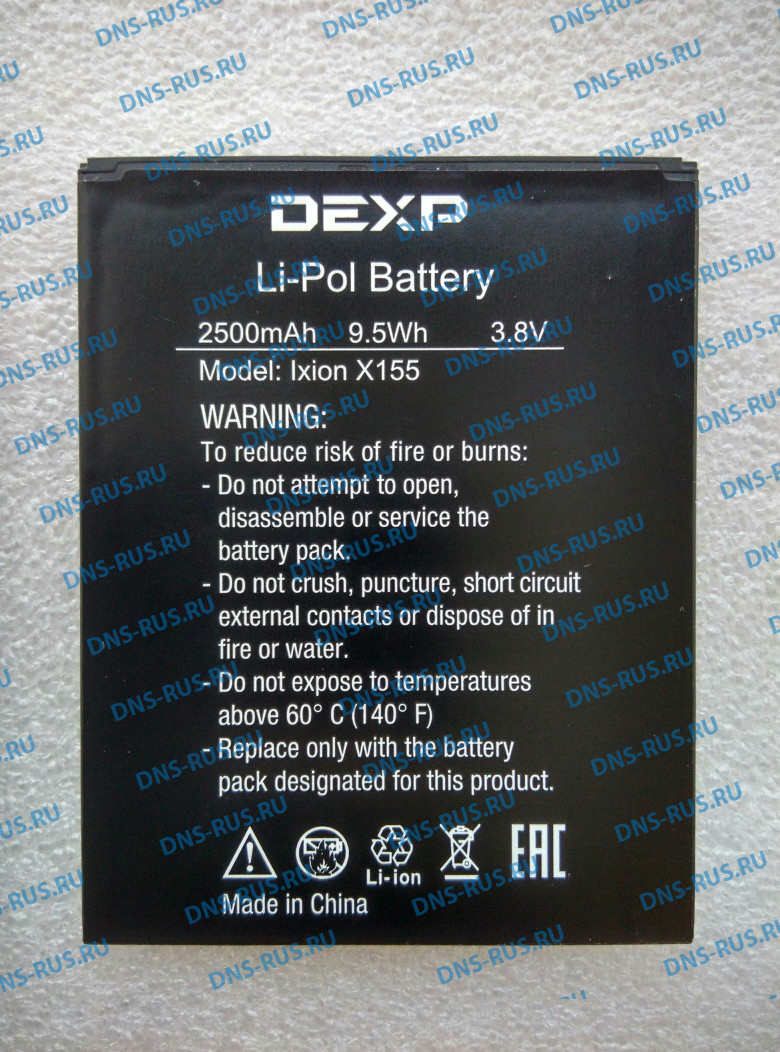 DEXP
Li-Pol Battery
2500mAh 9.5Wh 3.8V
Model: Ixion X155
WARNING:
To reduce risk of fire or burns:
- Do not attempt to open,
disassemble or service the
battery pack.
- Do not crush, puncture, short circuit
external contacts or dispose of in
fire or water.
- Do not expose to temperatures
above 60° C (140° F)
- Replace only with the battery
pack designated for this product.
Li-ion
EAC
Made in China
DNS-RUS.RU